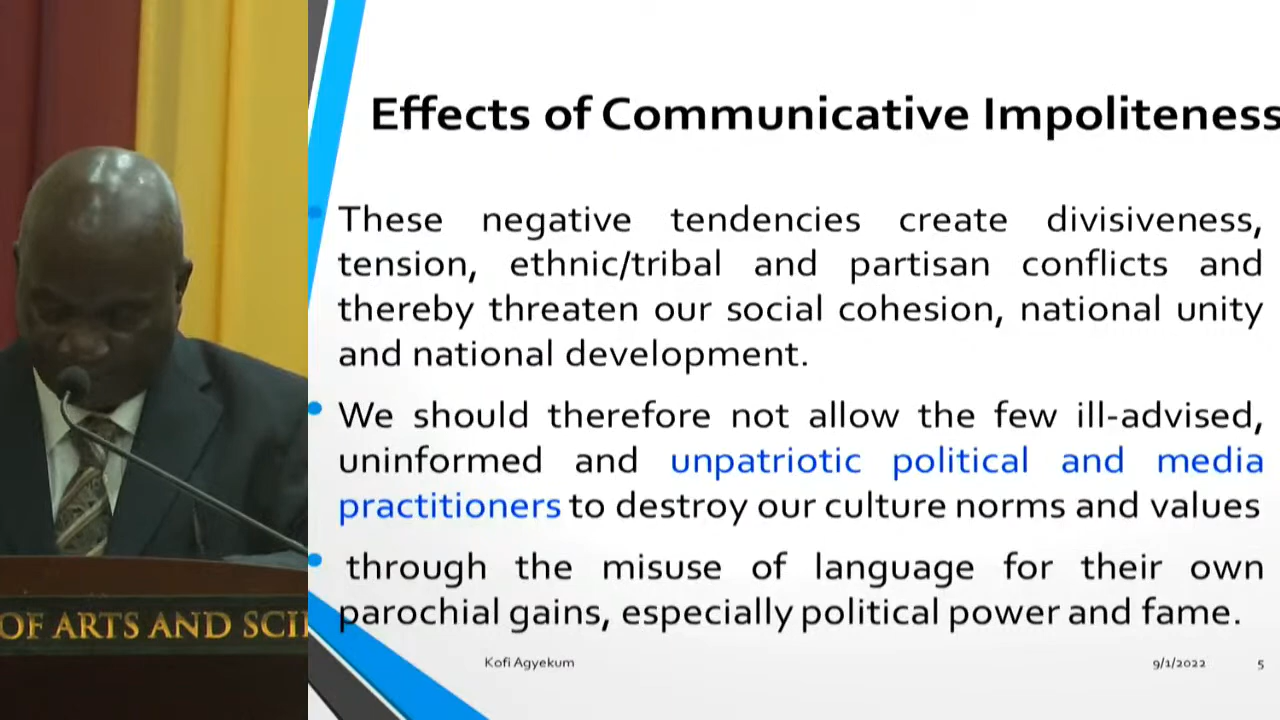 Effects of Communicative Impoliteness
These negative tendencies create divisiveness,
tension, ethnic/tribal and partisan conflicts and
thereby threaten our social cohesion, national unity
and national development.
We should therefore not allow the few ill-advised,
uninformed and unpatriotic political and media
practitioners to destroy our culture norms and values
through the misuse of language for their own
parochial gains, especially political power and fame.
OF ARTS AND SCI
Kofi Agyekum
9/1/2022
5